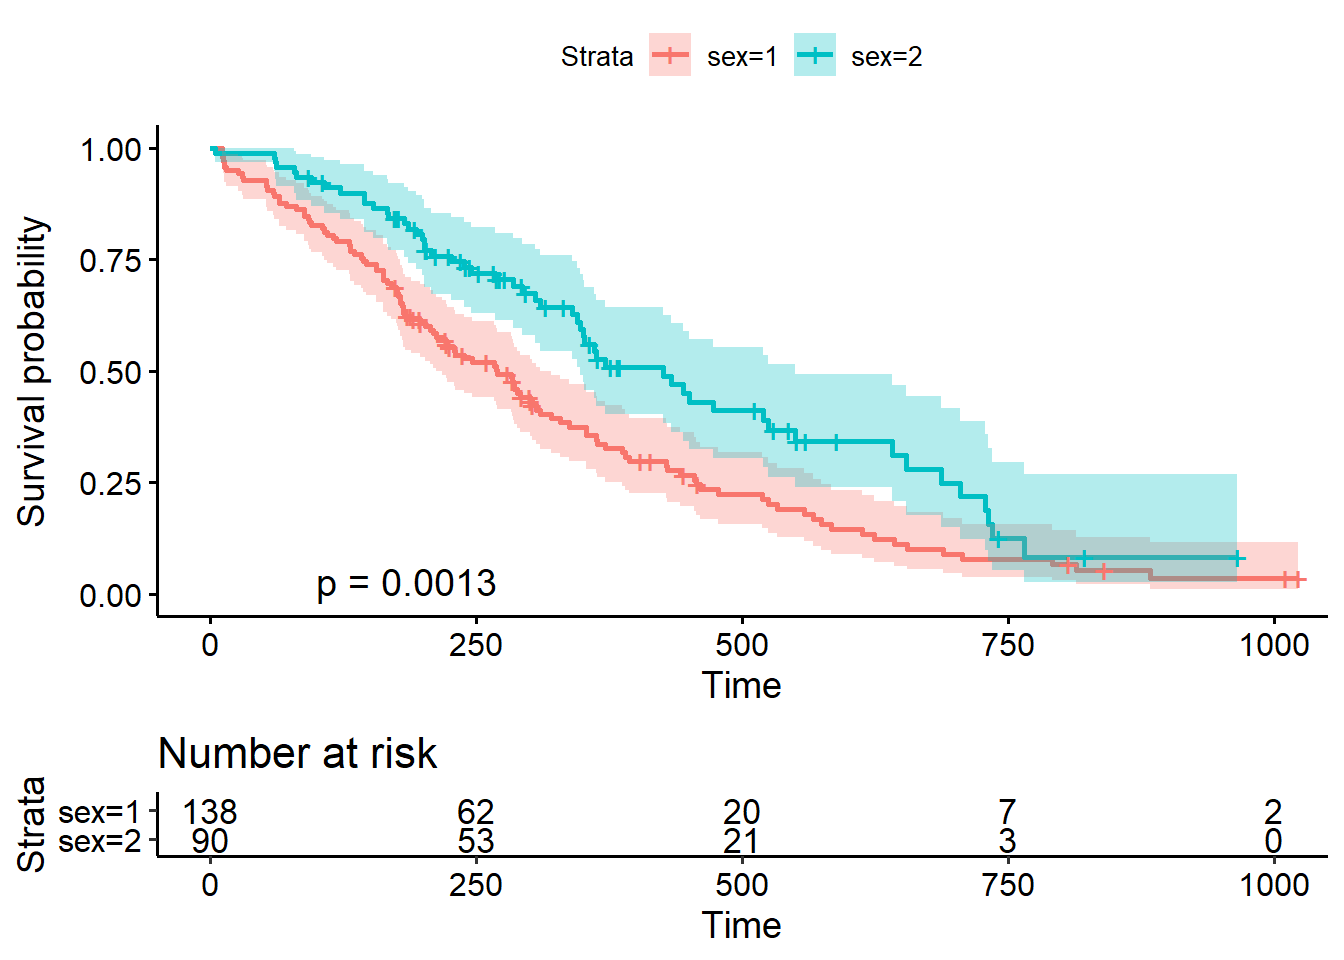 Strata sex=1 sex=2
Survival probability
1.00
0.75
0.50
0.25
0.00
p = 0.0013
0 250 500 750 1000
Time
Number at risk
Strata
sex=1 138 62 20 7 2
sex=2 90 53 21 3 0
0 250 500 750 1000
Time